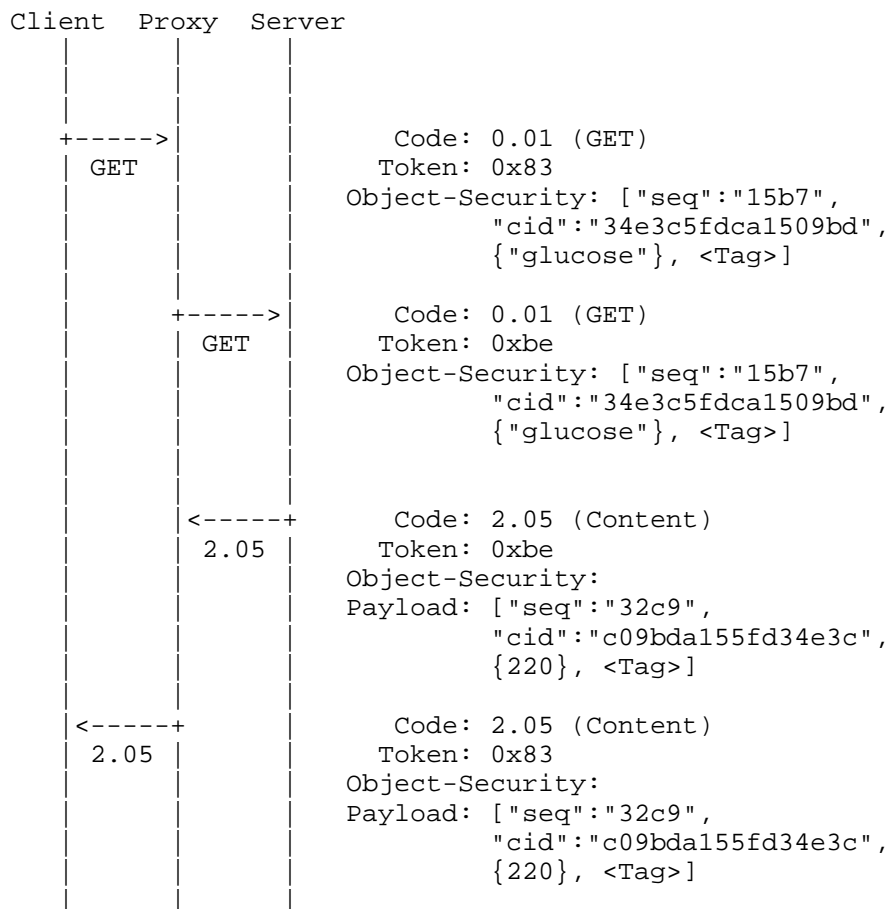 Client  Proxy  Server
   |      |      |
   |      |      |
   |      |      |
   +----->|      |      Code: 0.01 (GET)
   | GET  |      |     Token: 0x83
   |      |      |   Object-Security: ["seq":"15b7",
   |      |      |            "cid":"34e3c5fdca1509bd",
   |      |      |            {"glucose"}, <Tag>]
   |      |      |
   |      +----->|      Code: 0.01 (GET)
   |      | GET  |     Token: 0xbe
   |      |      |   Object-Security: ["seq":"15b7",
   |      |      |            "cid":"34e3c5fdca1509bd",
   |      |      |            {"glucose"}, <Tag>]
   |      |      |
   |      |      |
   |      |<-----+      Code: 2.05 (Content)
   |      | 2.05 |     Token: 0xbe
   |      |      |   Object-Security:
   |      |      |   Payload: ["seq":"32c9",
   |      |      |            "cid":"c09bda155fd34e3c",
   |      |      |            {220}, <Tag>]
   |      |      |
   |<-----+      |      Code: 2.05 (Content)
   | 2.05 |      |     Token: 0x83
   |      |      |   Object-Security:
   |      |      |   Payload: ["seq":"32c9",
   |      |      |            "cid":"c09bda155fd34e3c",
   |      |      |            {220}, <Tag>]
   |      |      |